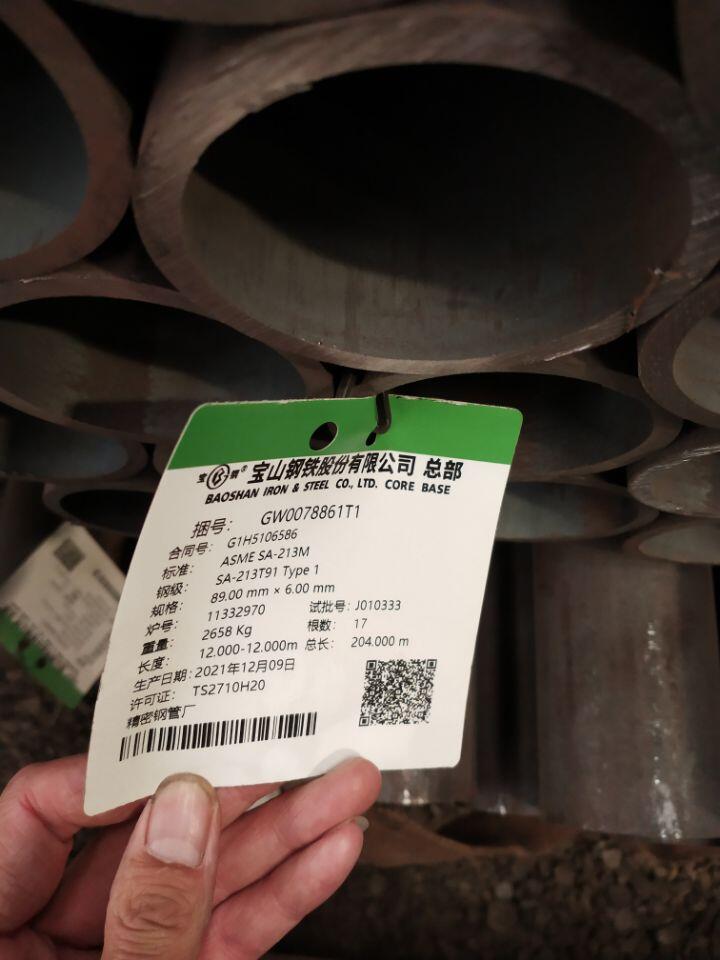 宝钢® 宝山钢铁股份有限公司 总部
BAOSHAN IRON & STEEL CO., LTD. CORE BASE
捆号: GW0078861T1
合同号: G1H5106586
标准: ASME SA-213M
钢级: SA-213T91 Type 1
规格: 89.00 mm × 6.00 mm
炉号: 11332970 试批号: J010333
重量: 2658 Kg 根数: 17
长度: 12.000-12.000m 总长: 204.000 m
生产日期: 2021年12月09日
许可证: TS2710H20
精密钢管厂